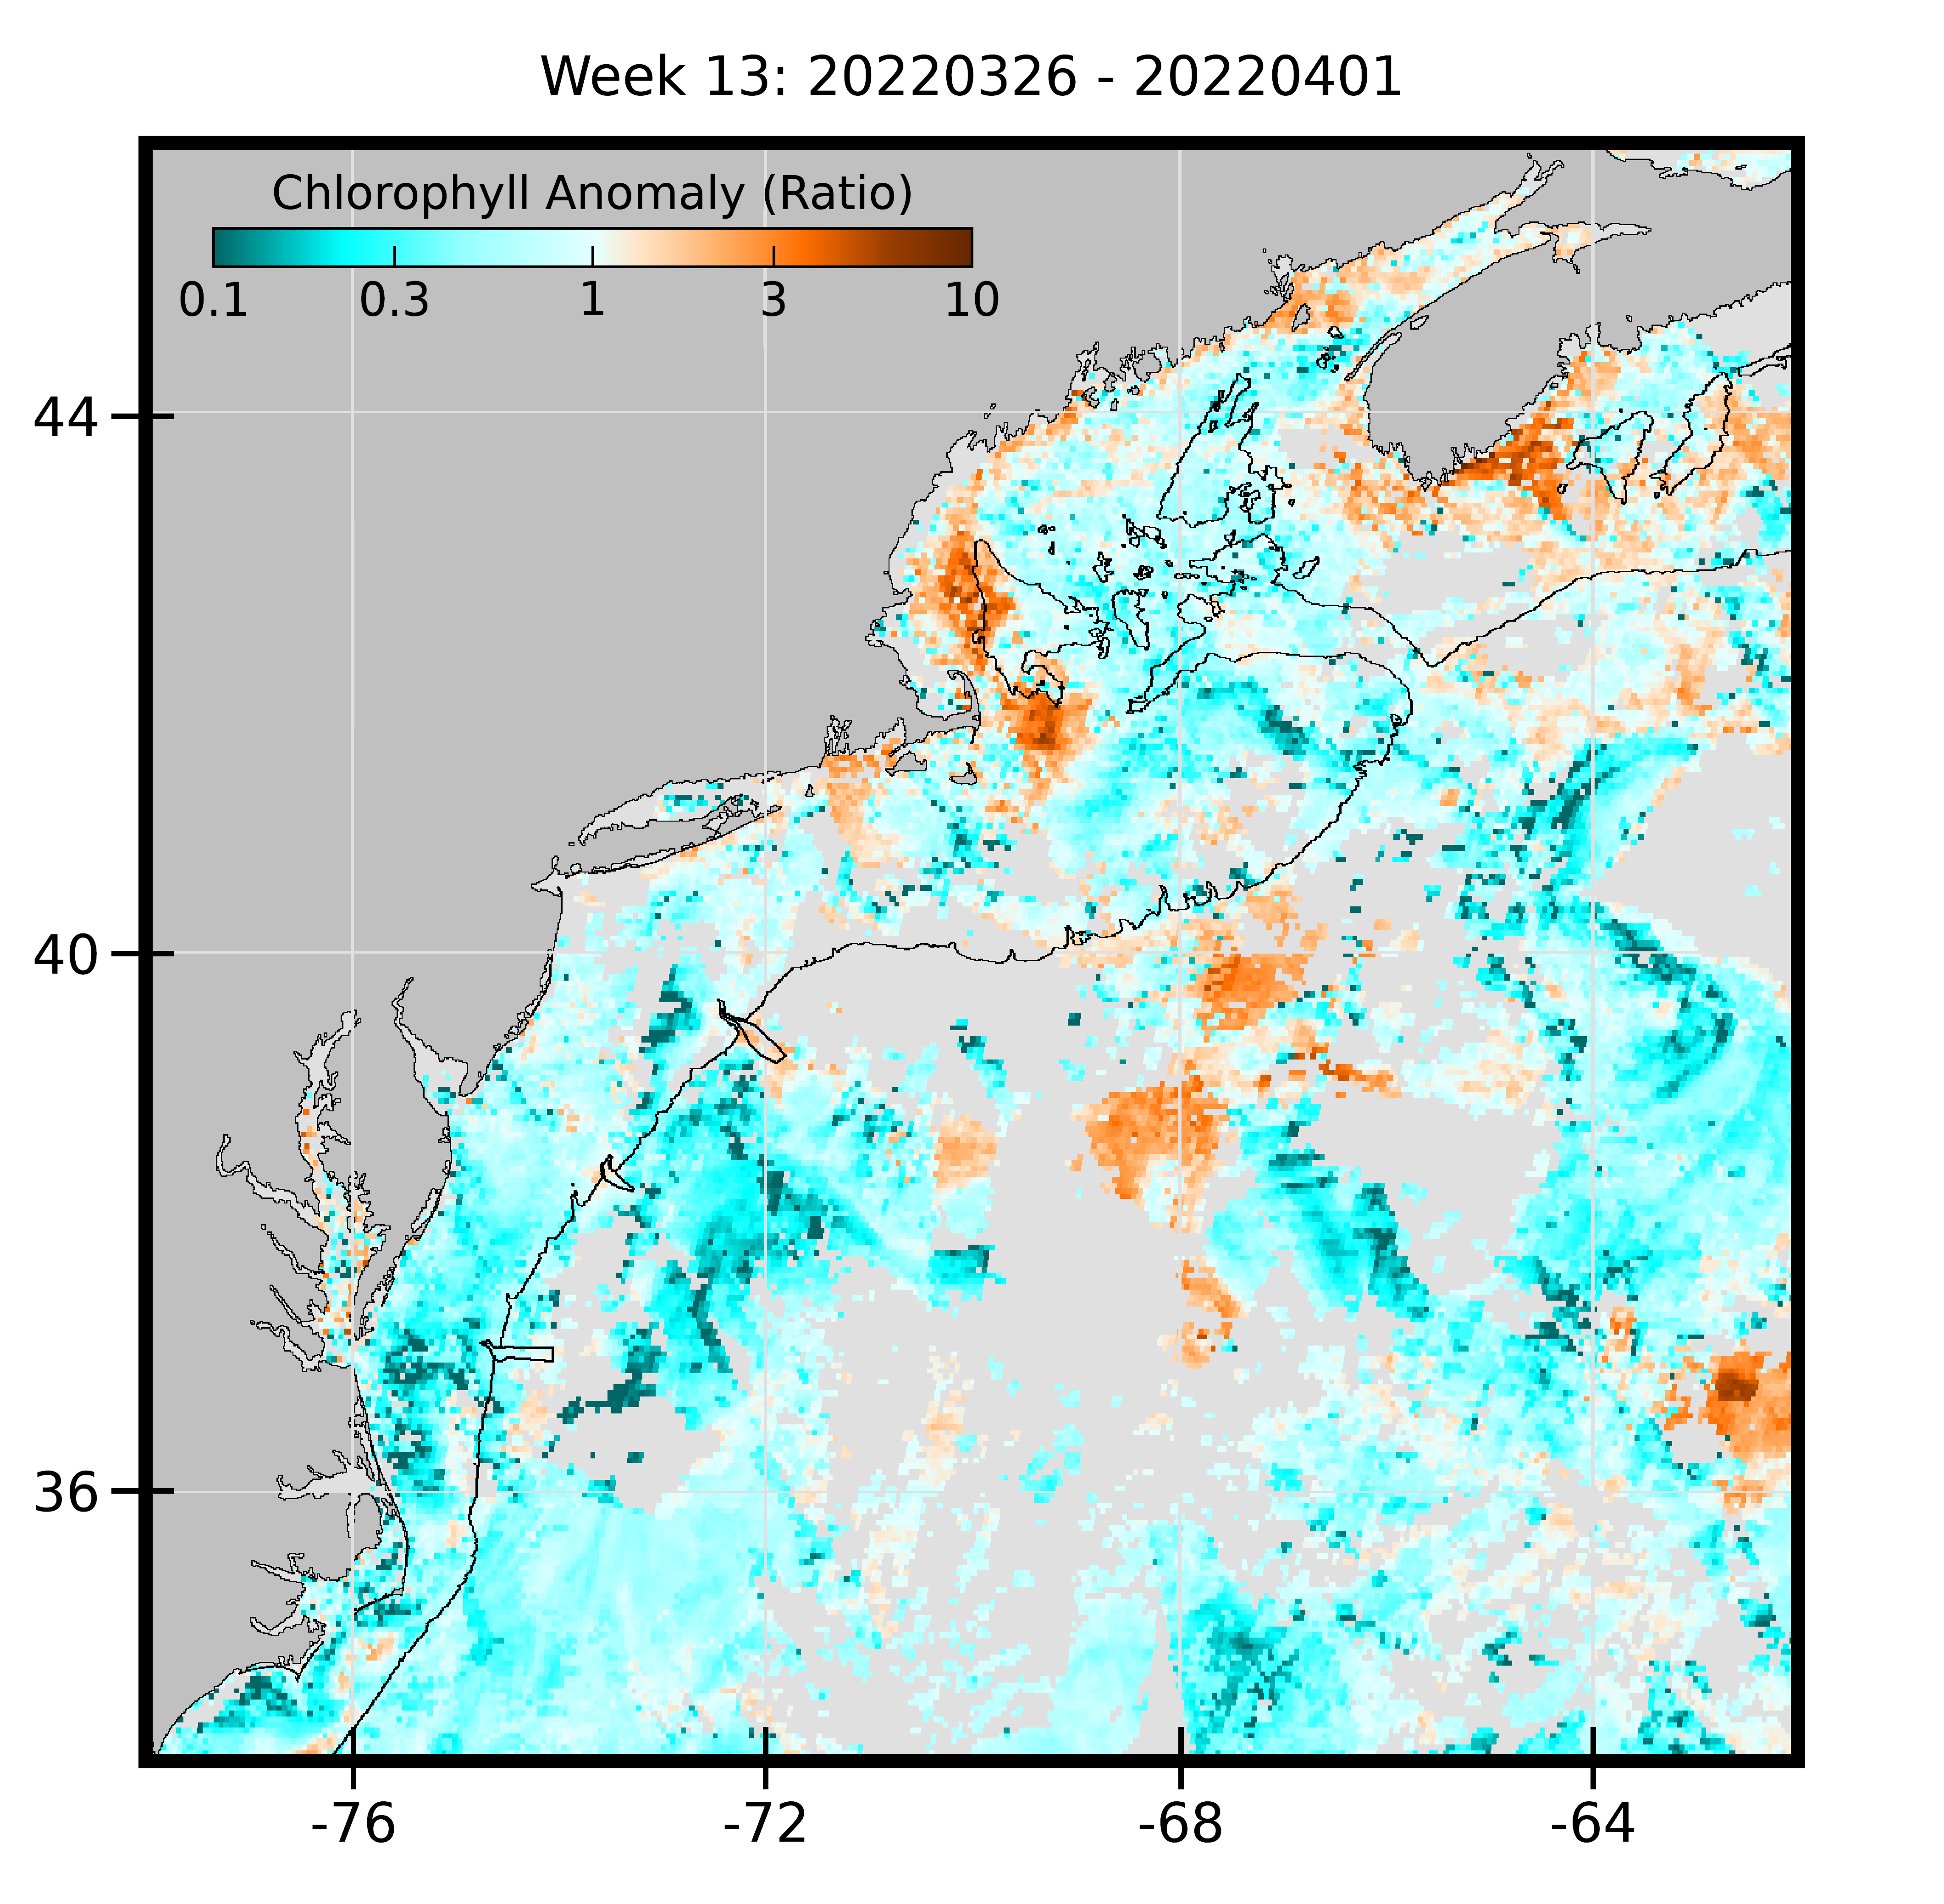 Week 13: 20220326 - 20220401
Chlorophyll Anomaly (Ratio)
0.1 0.3 1 3 10
44
40
36
-76 -72 -68 -64